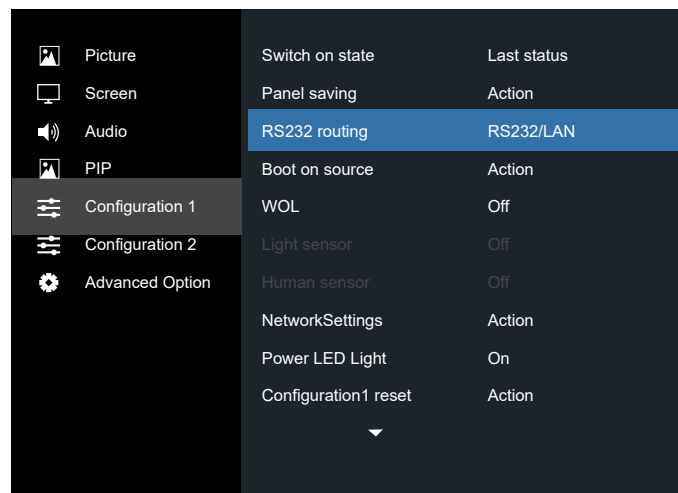 Picture
Screen
Audio
PIP
Configuration 1
Configuration 2
Advanced Option
Switch on state Last status
Panel saving Action
RS232 routing RS232/LAN
Boot on source Action
WOL Off
Light sensor Off
Human sensor Off
NetworkSettings Action
Power LED Light On
Configuration1 reset Action